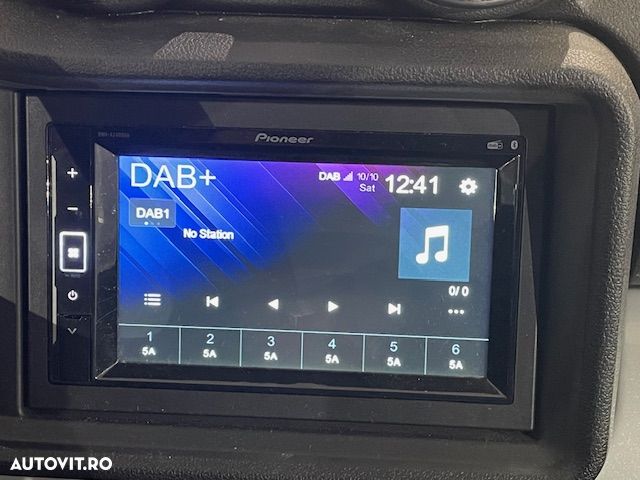 Pioneer
DAB+
DAB 10/10
Sat
12:41
DAB1
No Station
0/ 0
1 2 3 4 5 6
5A 5A 5A 5A 5A 5A
AUTOVIT.RO